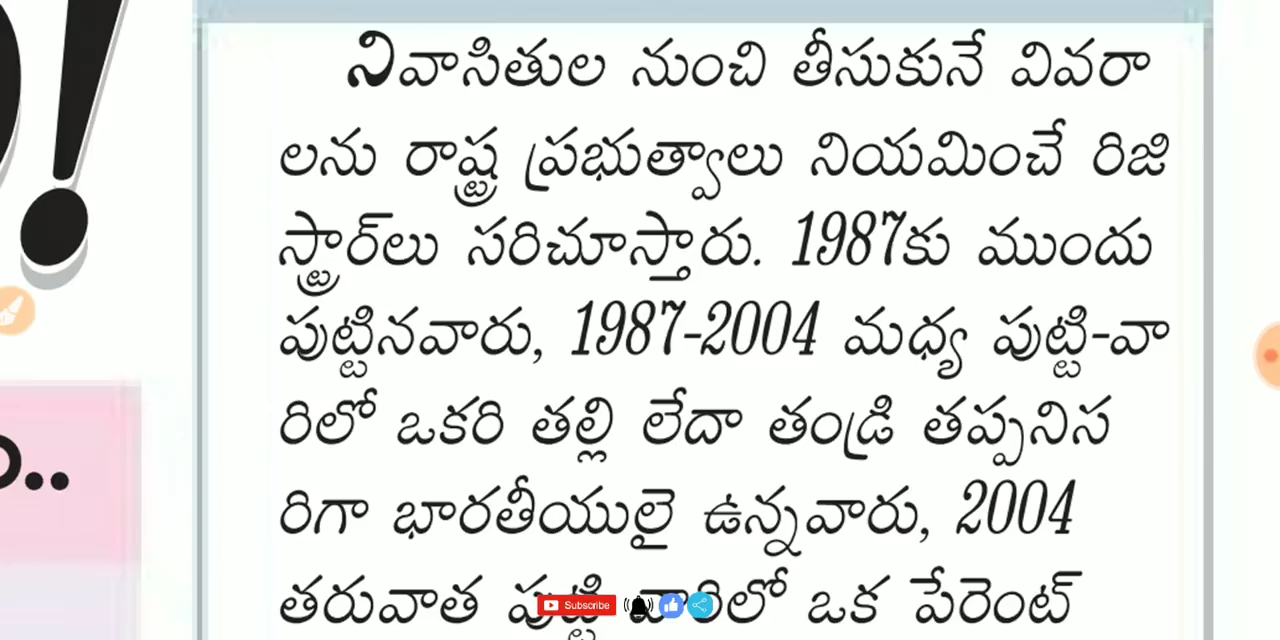 నివాసితుల నుంచి తీసుకునే వివరా
లను రాష్ట్ర ప్రభుత్వాలు నియమించే రిజి
స్ట్రార్‌లు సరిచూస్తారు. 1987కు ముందు
పుట్టినవారు, 1987-2004 మధ్య పుట్టి-వా
రిలో ఒకరి తల్లి లేదా తండ్రి తప్పనిస
రిగా భారతీయులై ఉన్నవారు, 2004
తరువాత పుట్టి వారిలో ఒక పేరెంట్
Subscribe